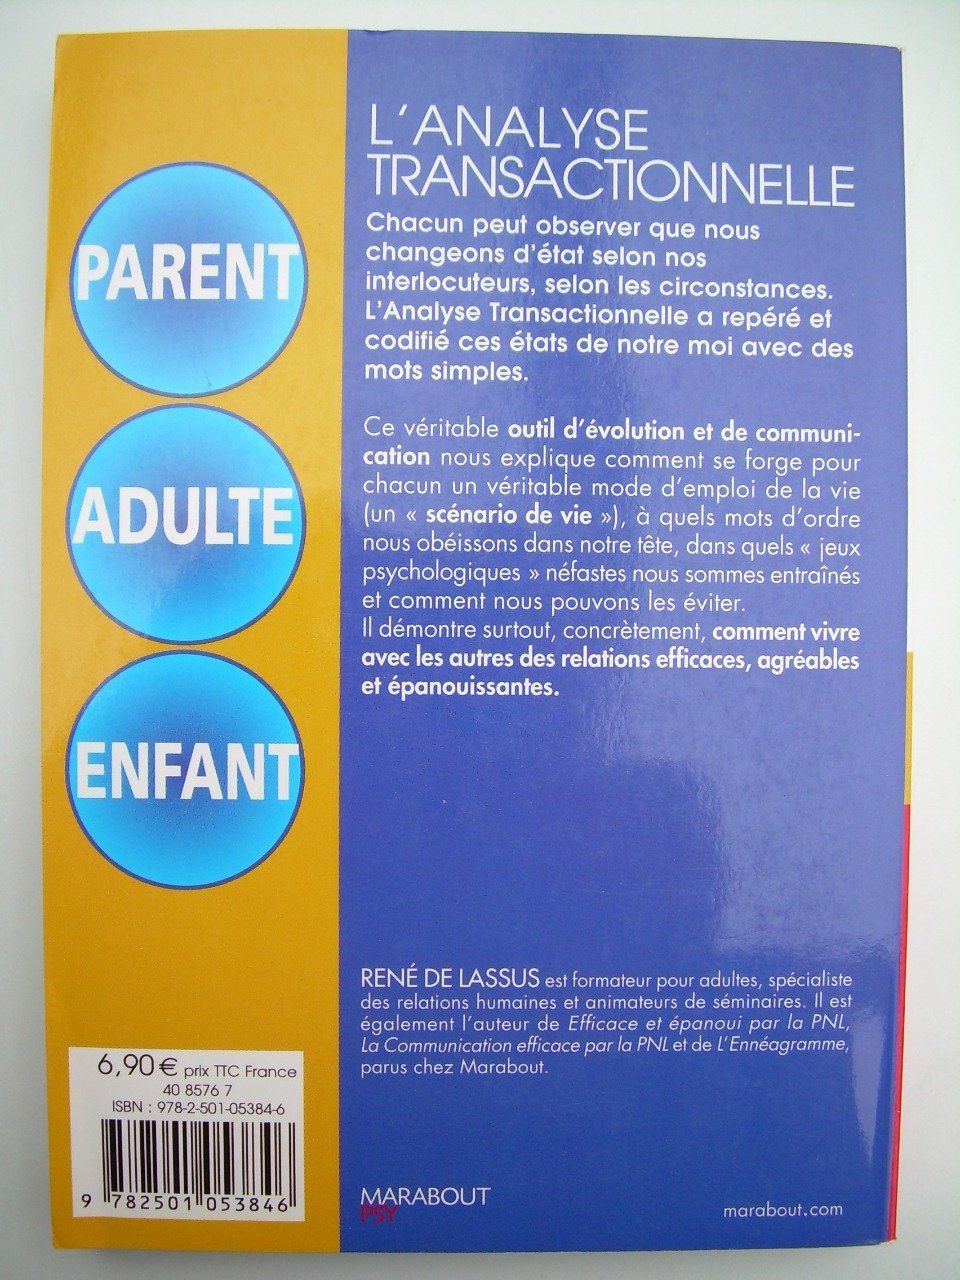 PARENT
ADULTE
ENFANT
L'ANALYSE
TRANSACTIONNELLE
Chacun peut observer que nous
changeons d'état selon nos
interlocuteurs, selon les circonstances.
L'Analyse Transactionnelle a repéré et
codifié ces états de notre moi avec des
mots simples.
Ce véritable outil d'évolution et de communi-
cation nous explique comment se forge pour
chacun un véritable mode d'emploi de la vie
(un « scénario de vie »), à quels mots d'ordre
nous obéissons dans notre tête, dans quels « jeux
psychologiques » néfastes nous sommes entraînés
et comment nous pouvons les éviter.
Il démontre surtout, concrètement, comment vivre
avec les autres des relations efficaces, agréables
et épanouissantes.
RENÉ DE LASSUS est formateur pour adultes, spécialiste
des relations humaines et animateurs de séminaires. Il est
également l'auteur de Efficace et épanoui par la PNL,
La Communication efficace par la PNL et de L'Ennéagramme,
parus chez Marabout.
6,90 € prix TTC France
40 8576 7
ISBN : 978-2-501-05384-6
9 782501 053846
MARABOUT
PSY
marabout.com